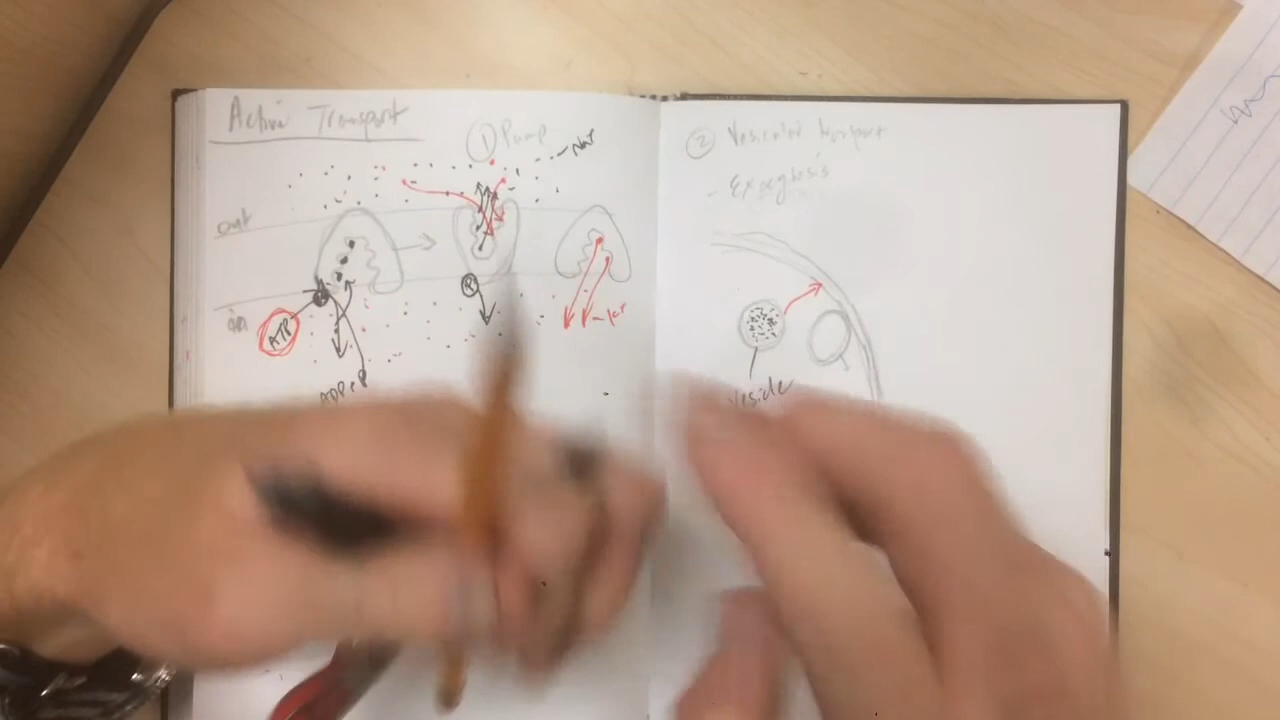 Active Transport
① Pump
Na+
out
in
ATP
P
ADP+P
② Vesicular transport
- Exocytosis
Vesicle